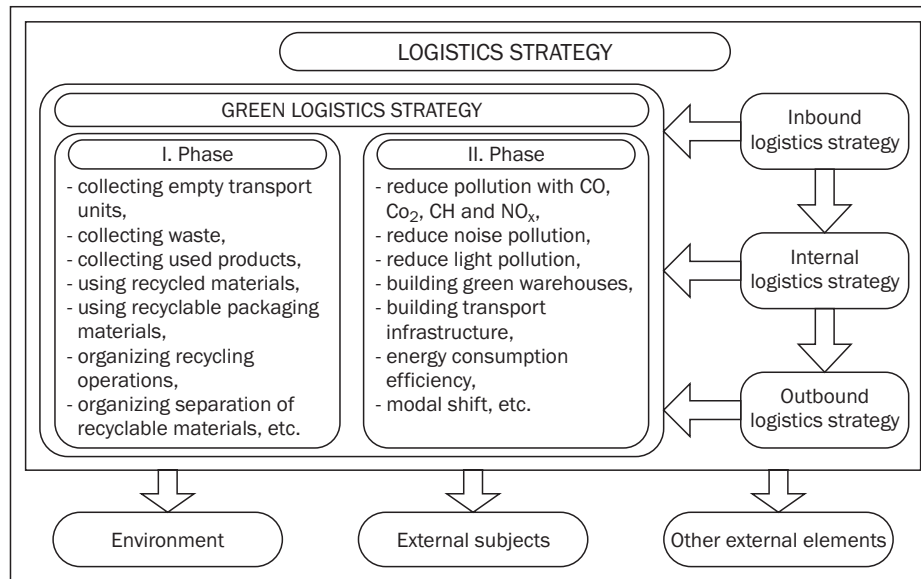 LOGISTICS STRATEGY
GREEN LOGISTICS STRATEGY
I. Phase
- collecting empty transport
units,
- collecting waste,
- collecting used products,
- using recycled materials,
- using recyclable packaging
materials,
- organizing recycling
operations,
- organizing separation of
recyclable materials, etc.
II. Phase
- reduce pollution with CO,
Co₂, CH and NOₓ,
- reduce noise pollution,
- reduce light pollution,
- building green warehouses,
- building transport
infrastructure,
- energy consumption
efficiency,
- modal shift, etc.
Inbound
logistics strategy
Internal
logistics strategy
Outbound
logistics strategy
Environment
External subjects
Other external elements